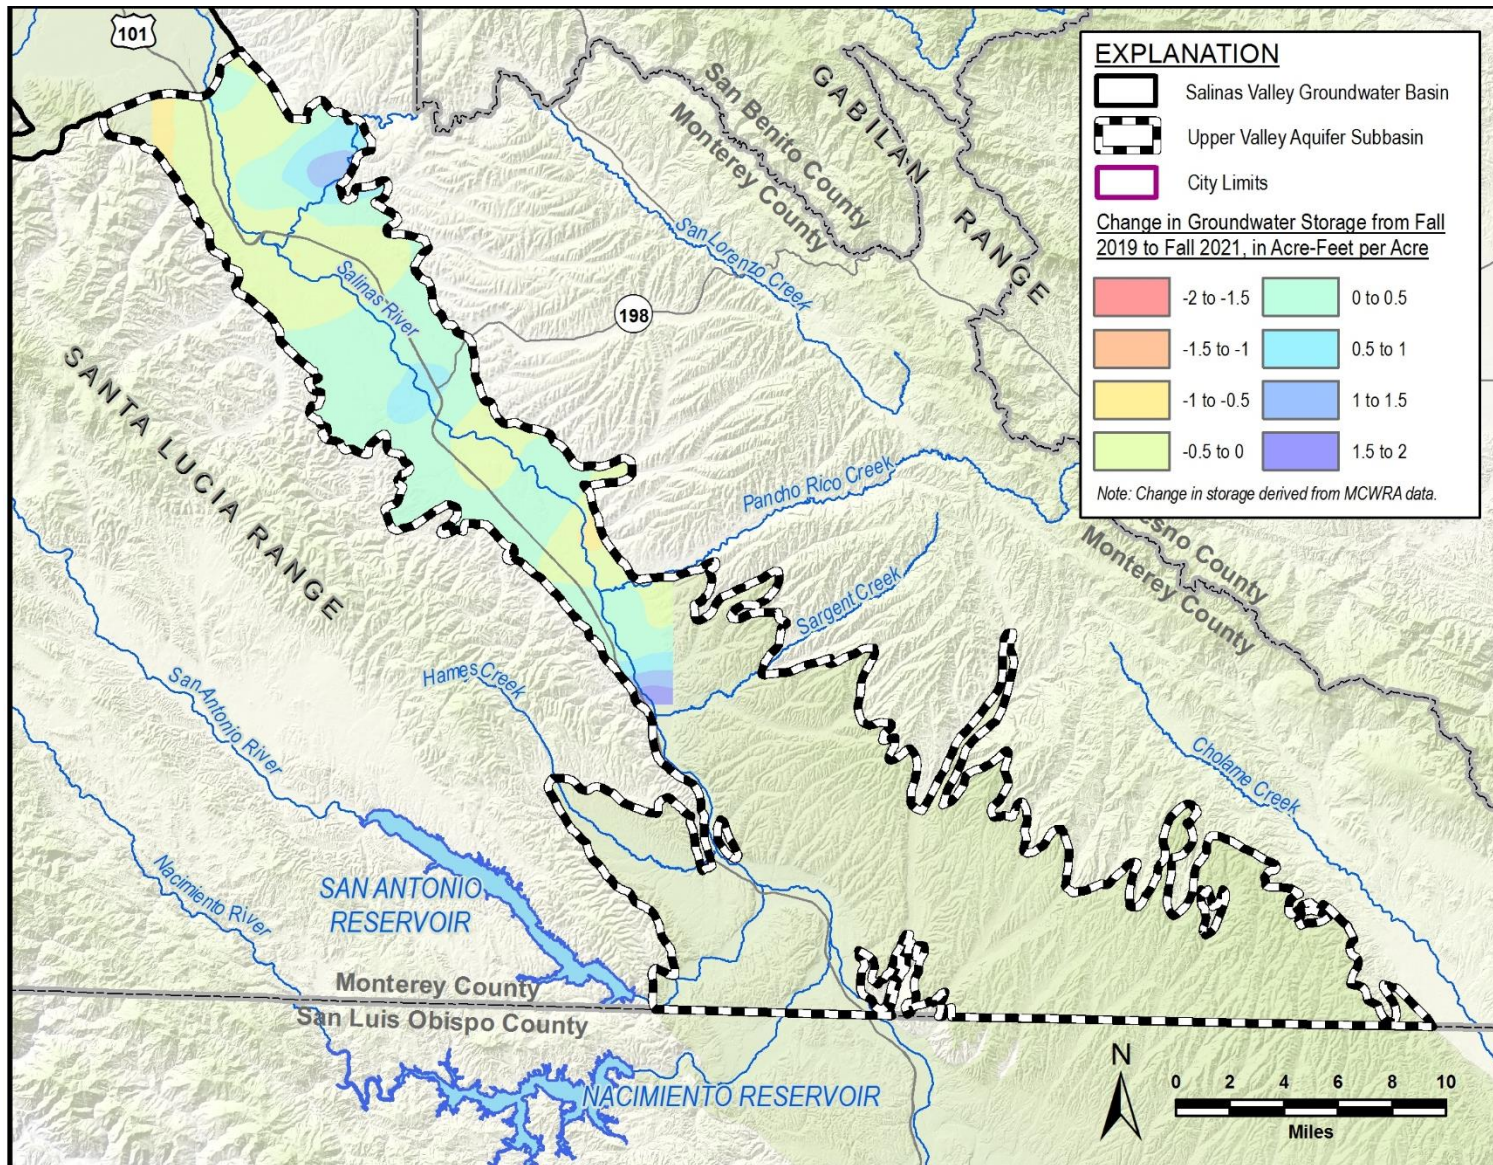 101
EXPLANATION
Salinas Valley Groundwater Basin
Upper Valley Aquifer Subbasin
City Limits
Change in Groundwater Storage from Fall
2019 to Fall 2021, in Acre-Feet per Acre
-2 to -1.5
0 to 0.5
-1.5 to -1
0.5 to 1
-1 to -0.5
1 to 1.5
-0.5 to 0
1.5 to 2
Note: Change in storage derived from MCWRA data.
San Benito County
Monterey County
GABILAN
RANGE
San Lorenzo Creek
Salinas River
198
SANTA LUCIA RANGE
Pancho Rico Creek
esno County
Monterey County
Sargent Creek
Hames Creek
San Antonio River
Cholame Creek
Nacimiento River
SAN ANTONIO
RESERVOIR
Monterey County
San Luis Obispo County
NACIMIENTO RESERVOIR
N
0 2 4 6 8 10
Miles